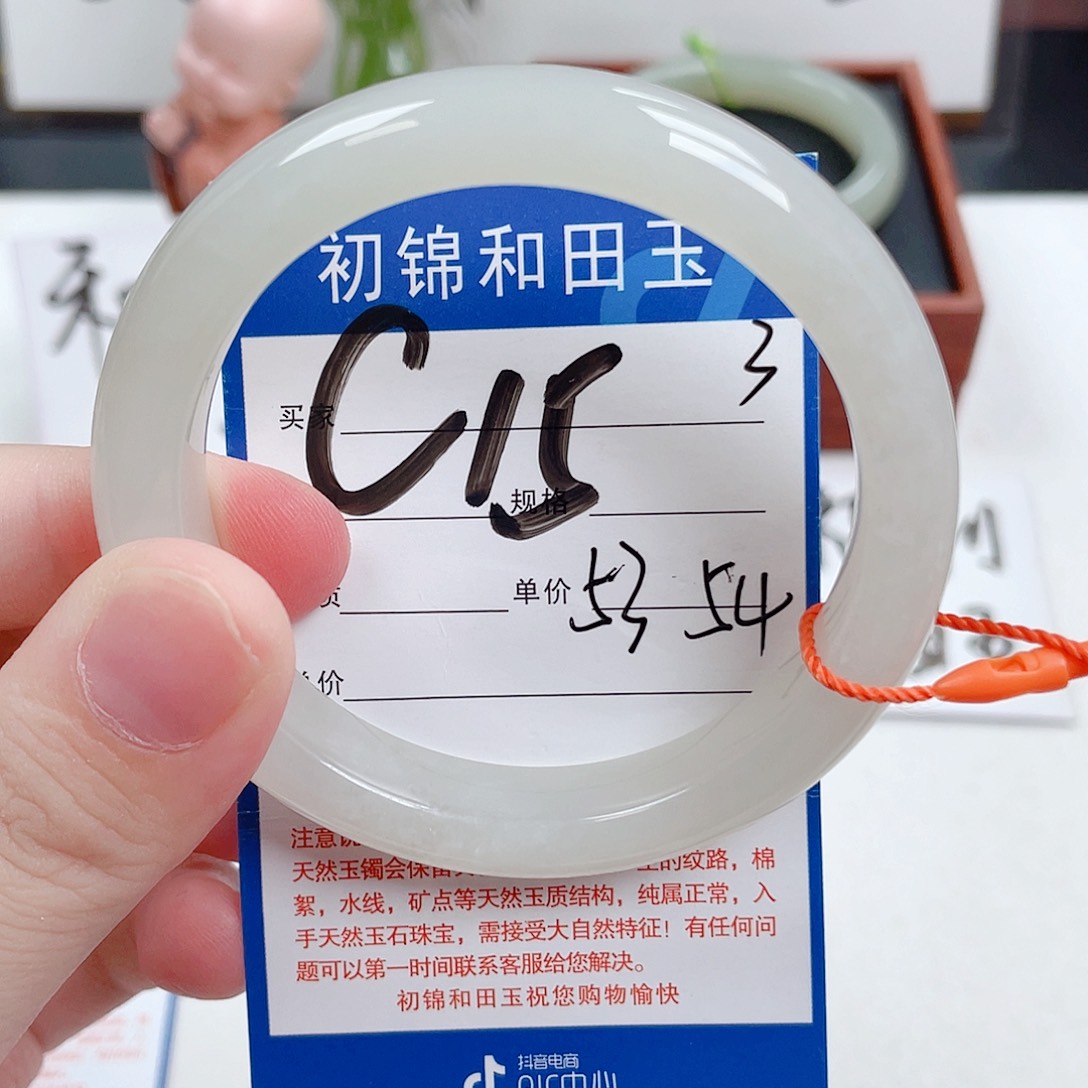 初锦和田玉
C15 3
买家
规格
单价 53 54
价
注意
天然玉镯会保留 的纹路，棉
絮，水线，矿点等天然玉质结构，纯属正常，入
手天然玉石珠宝，需接受大自然特征！有任何问
题可以第一时间联系客服给您解决。
初锦和田玉祝您购物愉快
抖音电商
QIC中心